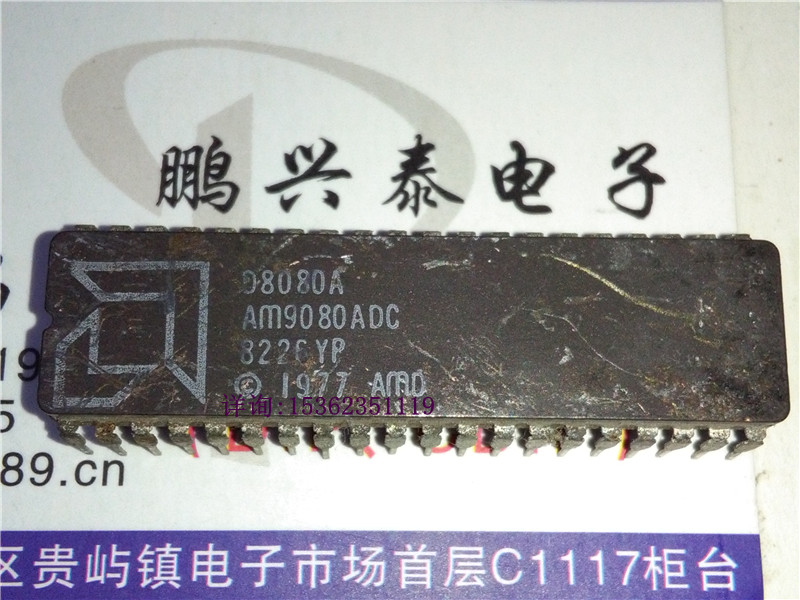 鹏兴泰电子
D8080A
AM9080ADC
8226YP
© 1977 AMD
详询:15362351119
19
5
89.cn
区贵屿镇电子市场首层C1117柜台